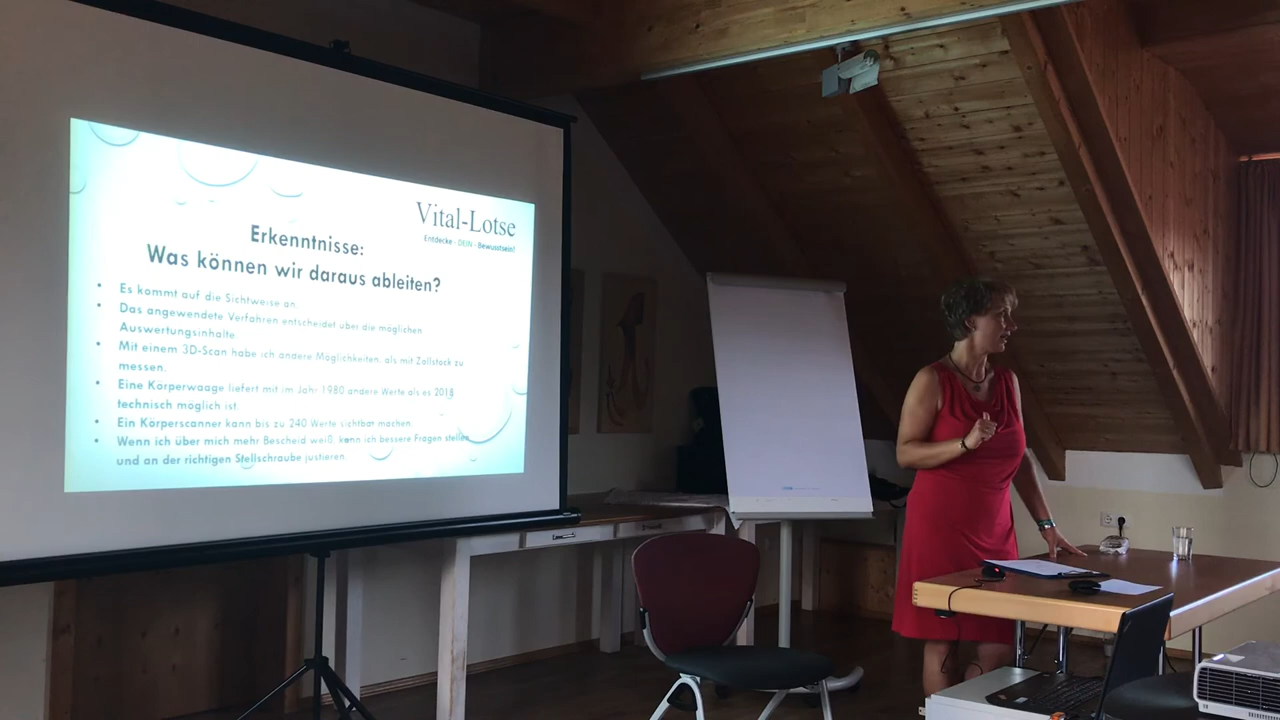 Vital-Lotse
Entdecke - DEIN - Bewusstsein!
Erkenntnisse:
Was können wir daraus ableiten?
• Es kommt auf die Sichtweise an.
• Das angewendete Verfahren entscheidet über die möglichen
Auswertungsinhalte
• Mit einem 3D-Scan habe ich andere Möglichkeiten, als mit Zollstock zu
messen.
• Eine Körperwaage liefert mit im Jahr 1980 andere Werte als es 2018
technisch möglich ist.
• Ein Körperscanner kann bis zu 240 Werte sichtbar machen
• Wenn ich über mich mehr Bescheid weiß, kann ich bessere Fragen stellen
und an der richtigen Stellschraube justieren.